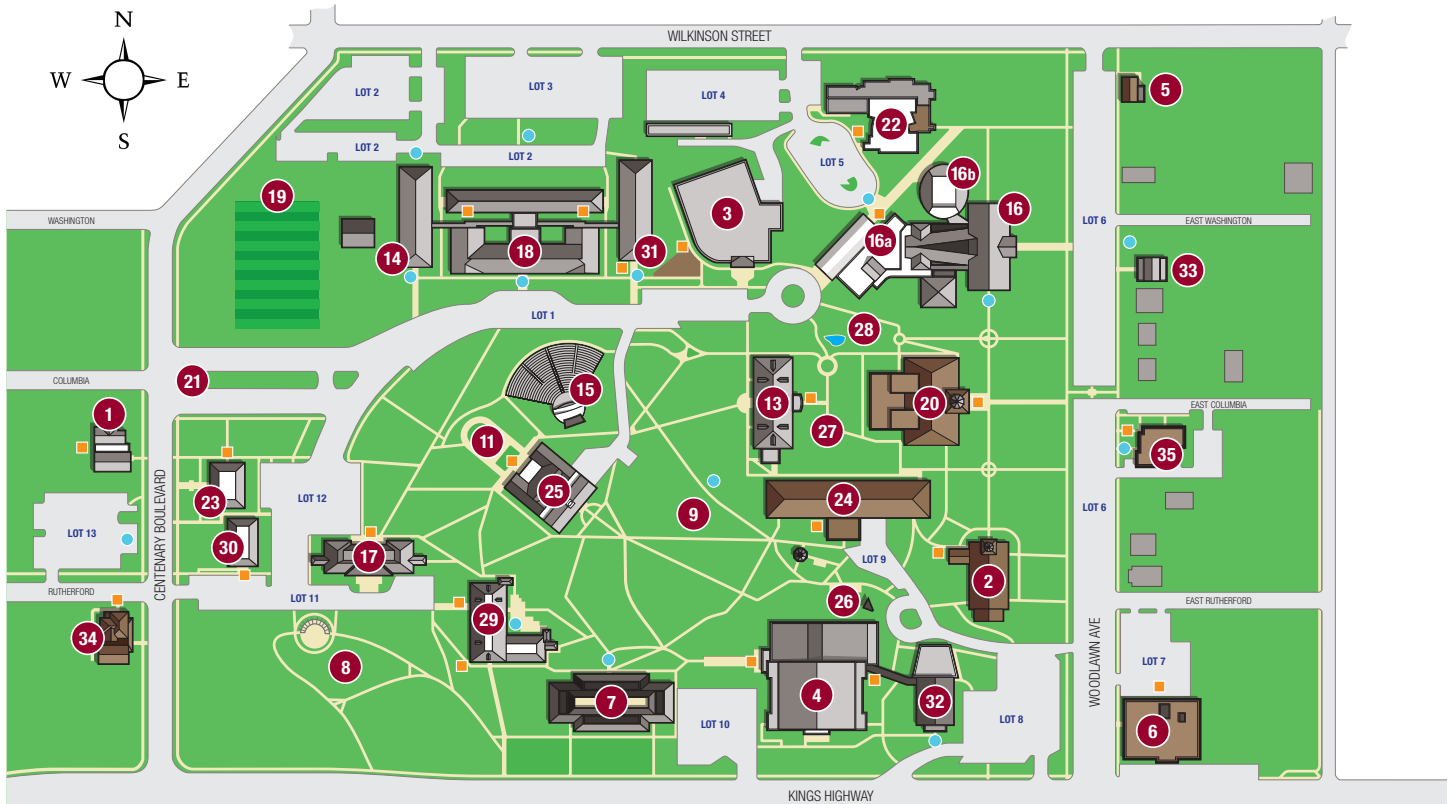 N
W E
S
WILKINSON STREET
LOT 2
LOT 3
LOT 4
5
22
LOT 2
LOT 2
LOT 5
16b
19
16
3
WASHINGTON
EAST WASHINGTON
LOT 6
16a
18
31
14
33
LOT 1
28
COLUMBIA
21
15
13
20
EAST COLUMBIA
1
27
11
35
23
25
LOT 12
24
LOT 6
9
LOT 13
CENTENARY BOULEVARD
30
17
LOT 9
2
RUTHERFORD
LOT 11
26
EAST RUTHERFORD
29
34
8
WOODLAWN AVE
LOT 7
4
7
32
LOT 10
LOT 8
6
KINGS HIGHWAY